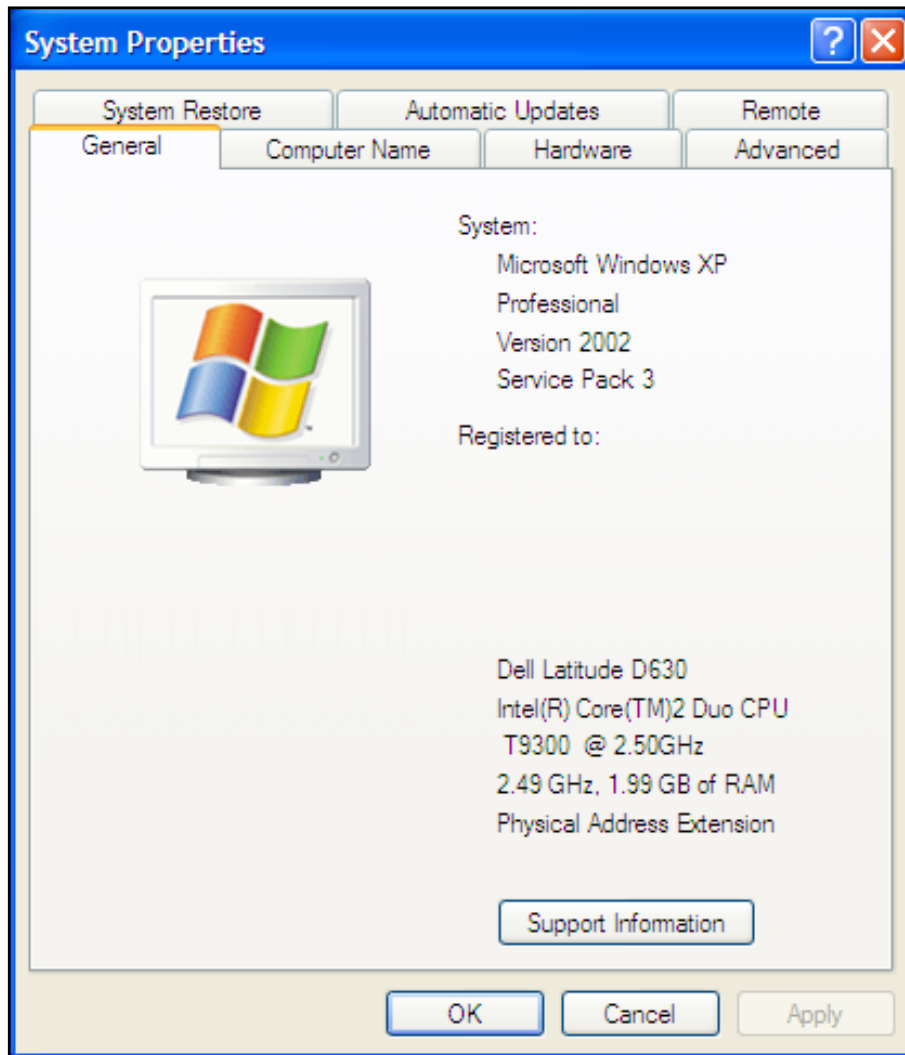 System Properties
?
System Restore
Automatic Updates
Remote
General
Computer Name
Hardware
Advanced
System:
Microsoft Windows XP
Professional
Version 2002
Service Pack 3
Registered to:
Dell Latitude D630
Intel(R) Core(TM)2 Duo CPU
T9300 @ 2.50GHz
2.49 GHz, 1.99 GB of RAM
Physical Address Extension
Support Information
OK
Cancel
Apply